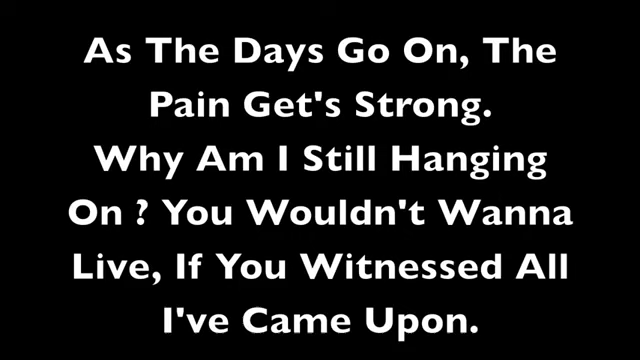 As The Days Go On, The
Pain Get's Strong.
Why Am I Still Hanging
On ? You Wouldn't Wanna
Live, If You Witnessed All
I've Came Upon.